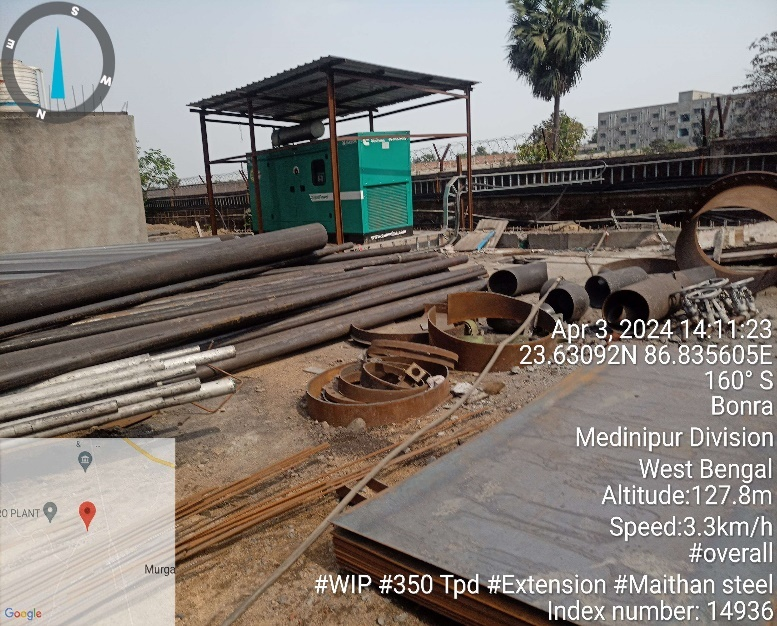 S
E
W
N
Apr 3, 2024 14:11:23
23.63092N 86.835605E
160° S
Bonra
Medinipur Division
West Bengal
Altitude:127.8m
Speed:3.3km/h
#overall
#WIP #350 Tpd #Extension #Maithan steel
Index number: 14936
&
RO PLANT
Murga
Google